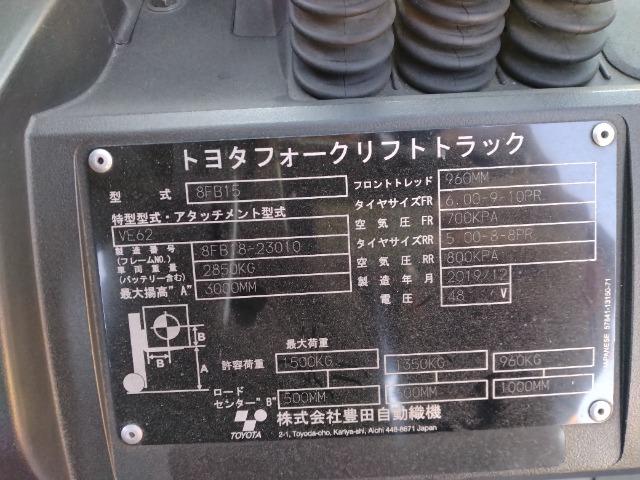 トヨタフォークリフトトラック
型 式 8FB15
特型型式・アタッチメント型式
VE62
製造番号 (フレームNO.) 8FB18-23010
車両重量 (バッテリー含む) 2850KG
最大揚高"A" 3000MM
フロントトレッド 960MM
タイヤサイズFR 6.00-9-10PR
空気圧FR 700KPA
タイヤサイズRR 5.00-8-8PR
空気圧RR 800KPA
製造年月 2019/12
電圧 48 V
B
B
A
最大荷重
許容荷重 1500KG 1350KG 960KG
ロードセンター"B" 500MM 600MM 1000MM
TOYOTA 株式会社豊田自動織機
2-1, Toyoda-cho, Kariya-shi, Aichi 448-8671 Japan
JAPANESE 57841-13150-71